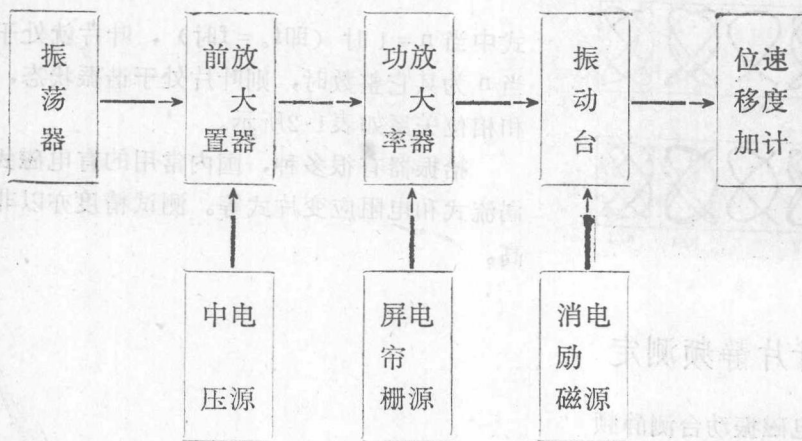 振荡器
前置
放大器
功率
放大器
振动台
位移加
速度计
中压
电源
屏帘栅
电源
消励磁
电源